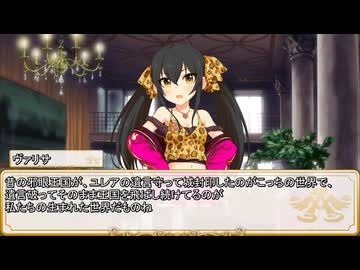 ヴァリサ
昔の邪眼王国が、ユレアの遺言守って城封印したのがこっちの世界で、
遺言破ってそのまま王国を飛ばし続けてるのが
私たちの生まれた世界だものね